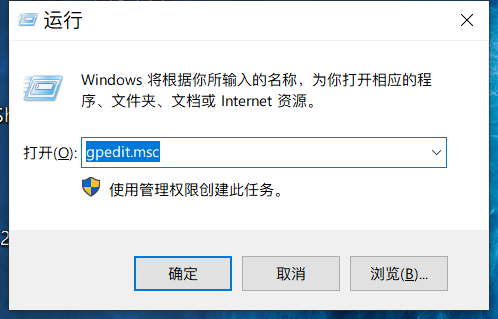 运行
Windows 将根据你所输入的名称，为你打开相应的程
序、文件夹、文档或 Internet 资源。
打开(O): gpedit.msc
使用管理权限创建此任务。
确定 取消 浏览(B)...